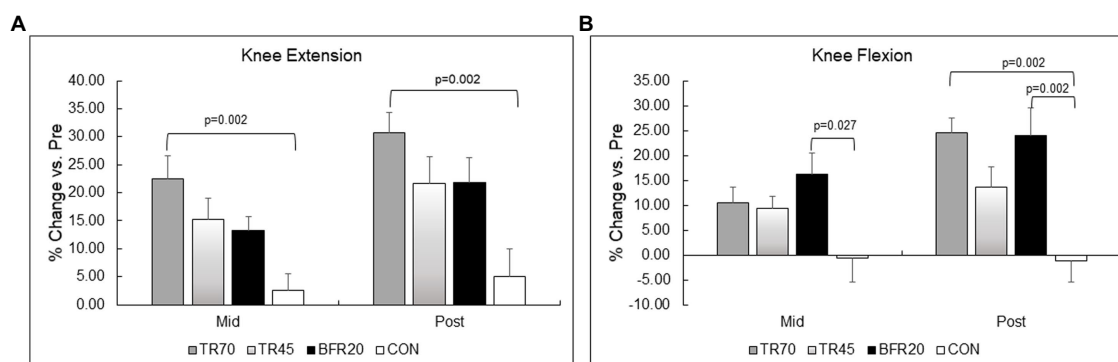 A
Knee Extension
% Change vs. Pre
40.00
35.00
30.00
25.00
20.00
15.00
10.00
5.00
0.00
p=0.002
p=0.002
Mid
Post
TR70 TR45 BFR20 CON
B
Knee Flexion
% Change vs. Pre
35.00
30.00
25.00
20.00
15.00
10.00
5.00
0.00
-5.00
-10.00
p=0.002
p=0.002
p=0.027
Mid
Post
TR70 TR45 BFR20 CON